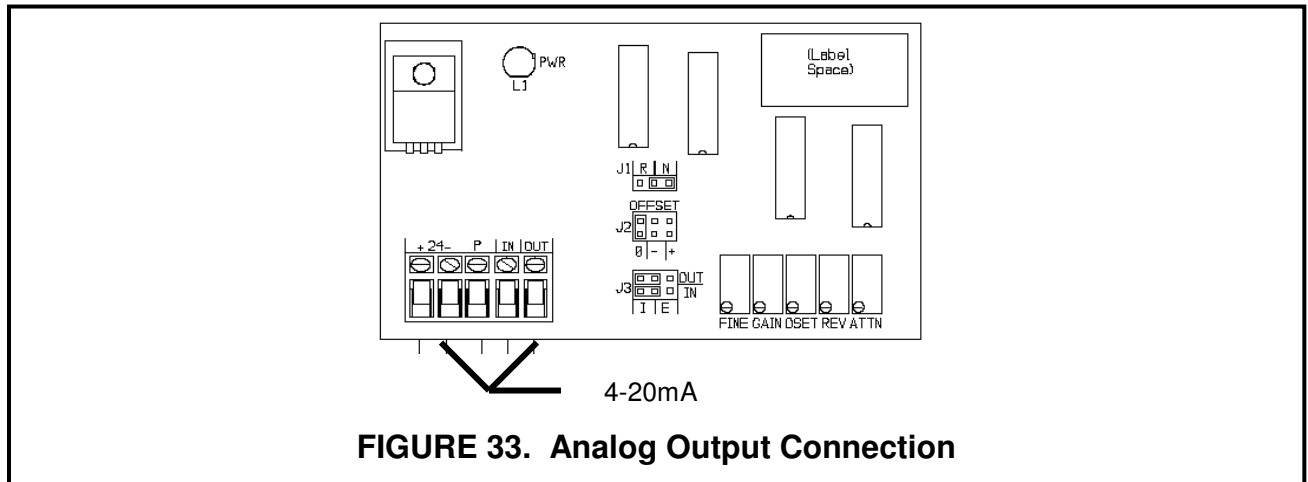 PWR
L1
(Label
Space)
J1 R N
OFFSET
J2
0 - +
+ 24- P IN OUT
J3 OUT
IN
I E
FINE GAIN OSET REV ATTN
4-20mA
FIGURE 33. Analog Output Connection